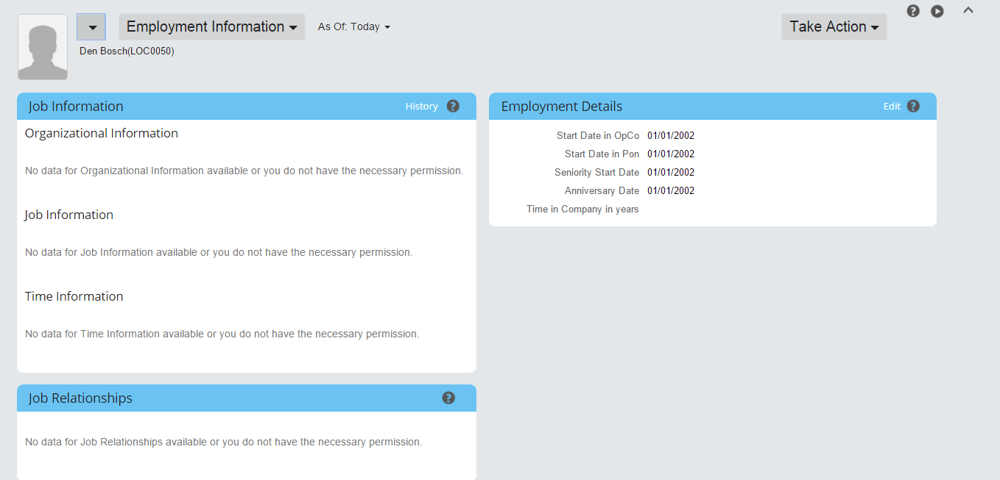 Employment Information
As Of: Today
Take Action
Den Bosch(LOC0050)
Job Information
History
Organizational Information
No data for Organizational Information available or you do not have the necessary permission.
Job Information
No data for Job Information available or you do not have the necessary permission.
Time Information
No data for Time Information available or you do not have the necessary permission.
Job Relationships
No data for Job Relationships available or you do not have the necessary permission.
Employment Details
Edit
Start Date in OpCo 01/01/2002
Start Date in Pon 01/01/2002
Seniority Start Date 01/01/2002
Anniversary Date 01/01/2002
Time in Company in years